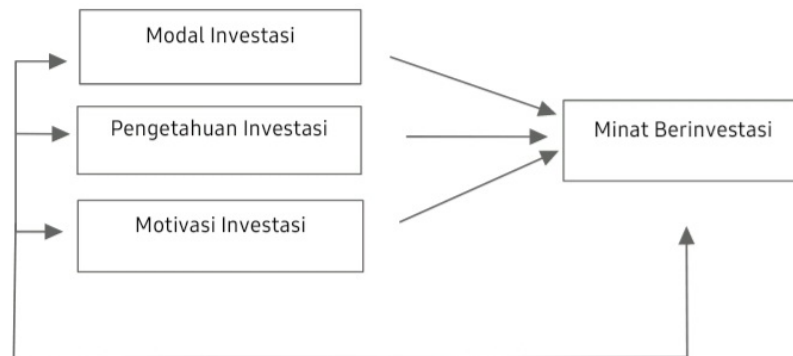 Modal Investasi
Pengetahuan Investasi
Minat Berinvestasi
Motivasi Investasi